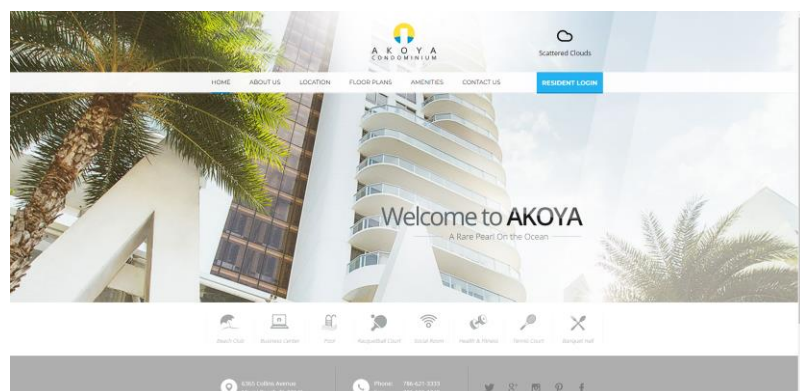 AKOYA
CONDOMINIUM
Scattered Clouds
HOME ABOUT US LOCATION FLOOR PLANS AMENITIES CONTACT US RESIDENT LOGIN
Welcome to AKOYA
A Rare Pearl On the Ocean
Beach Club Business Center Pool Racquetball Court Social Room Health & Fitness Tennis Court Banquet Hall
6365 Collins Avenue Phone: 786-621-3333